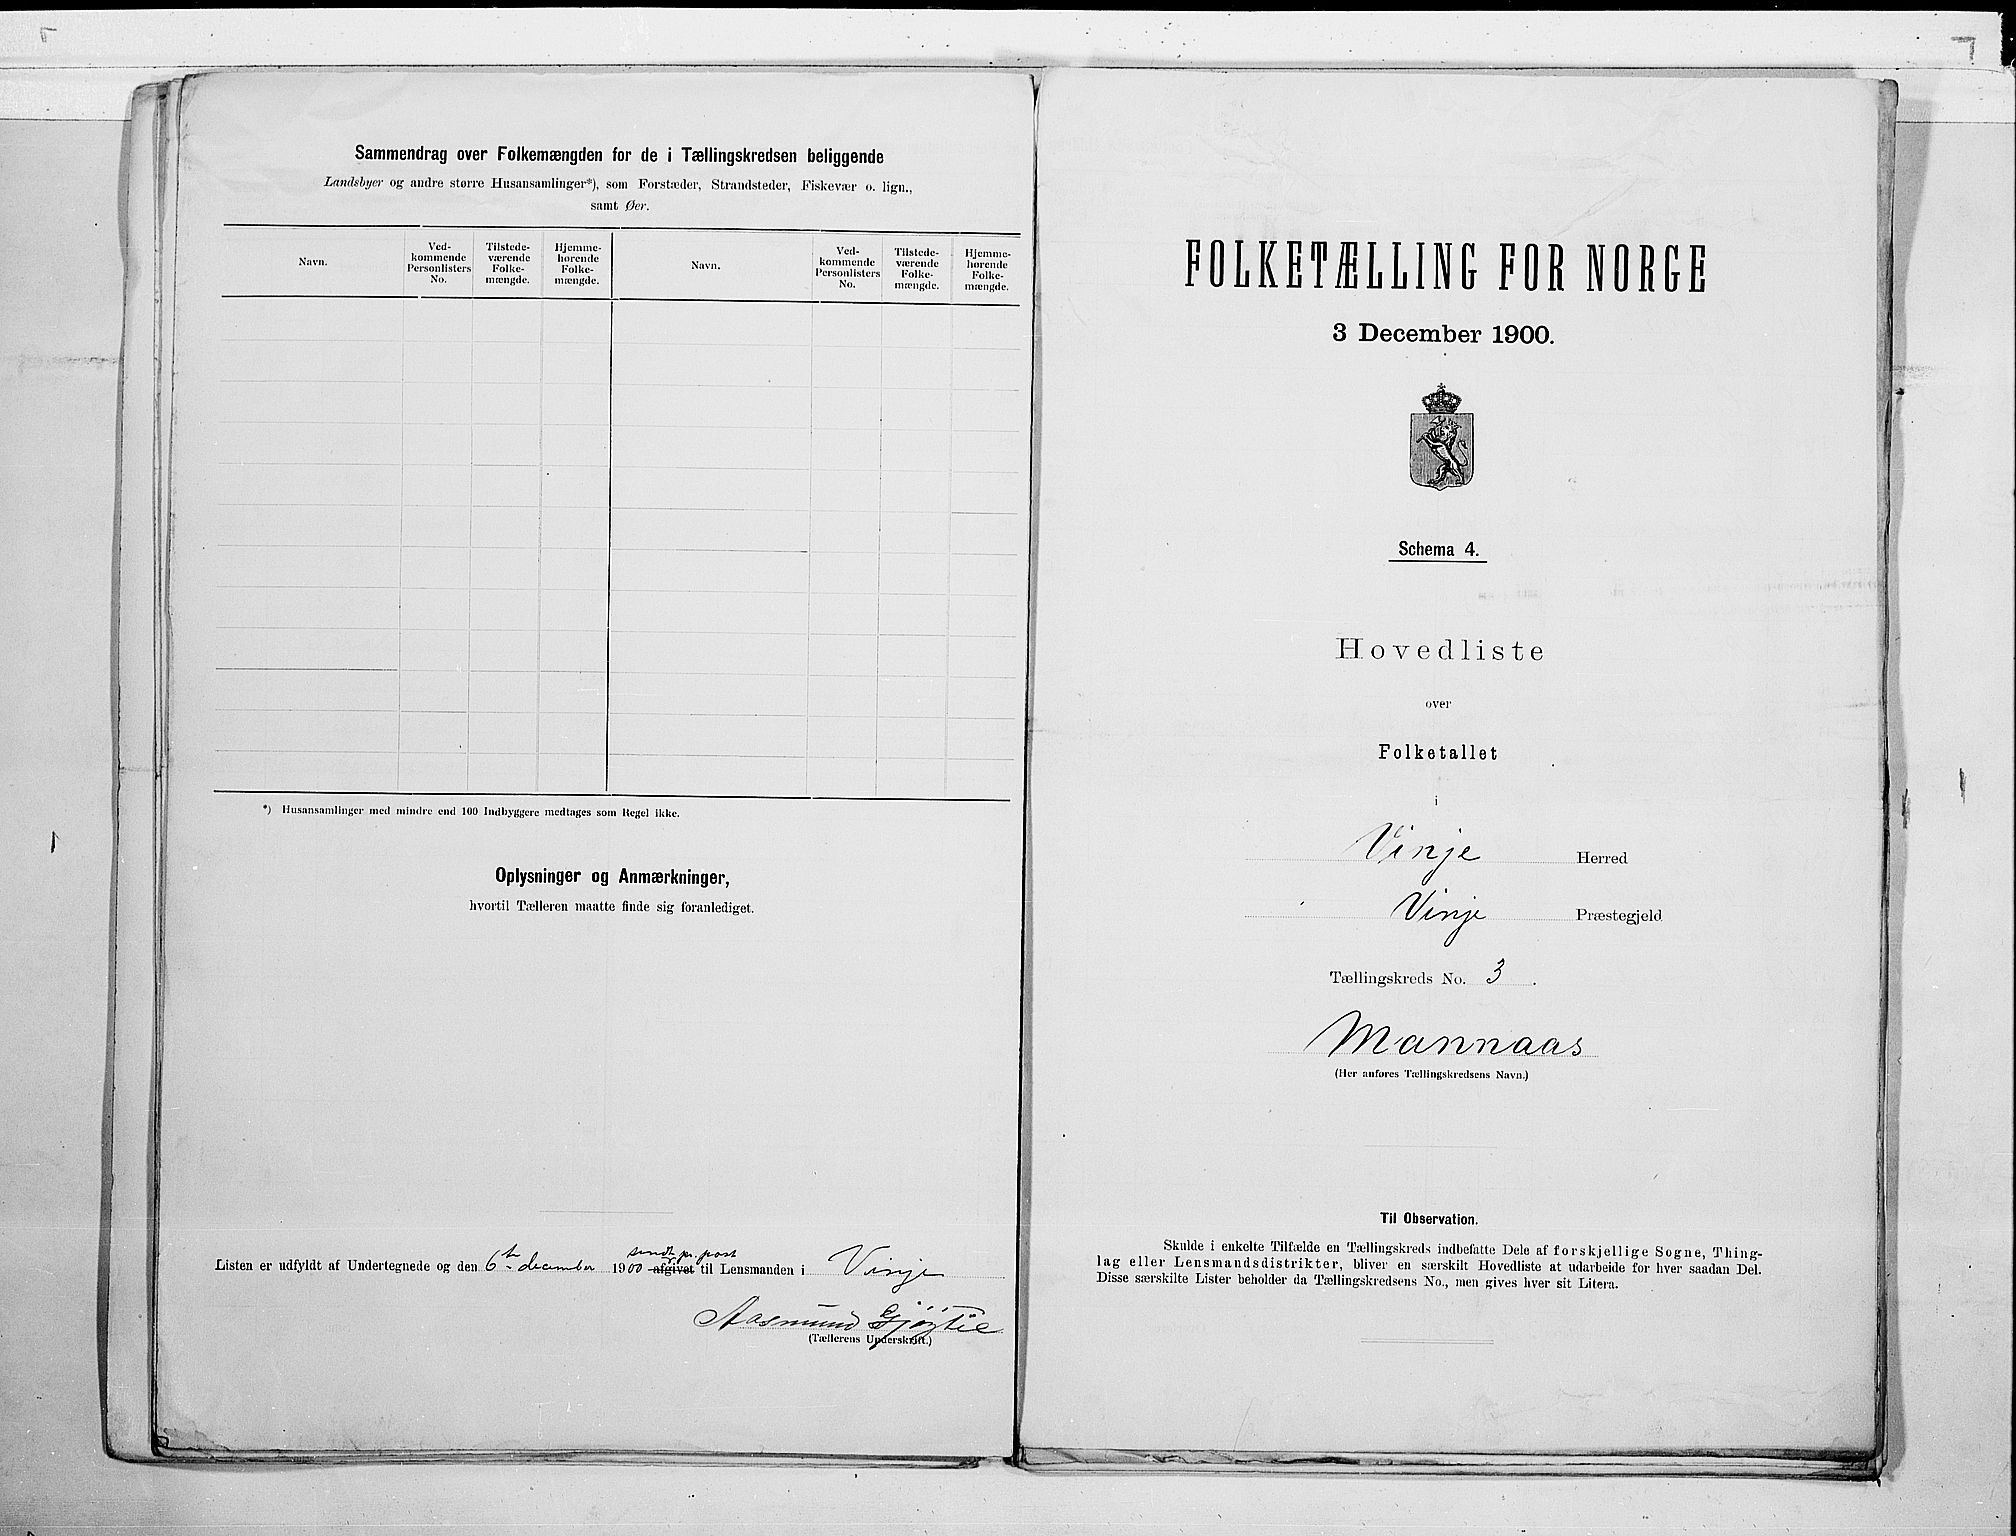 Sammendrag over Folkemængden for de i Tællingskredsen beliggende
Landsbyer og andre større Husansamlinger*), som Forstæder, Strandsteder, Fiskevær o. lign.,
samt Øer.
Navn.
Ved-
kommende
Personlisters
No.
Tilstede-
værende
Folke-
mængde.
Hjemme-
hørende
Folke-
mængde.
Navn.
Ved-
kommende
Personlisters
No.
Tilstede-
værende
Folke-
mængde.
Hjemme-
hørende
Folke-
mængde.
*) Husansamlinger med mindre end 100 Indbyggere medtages som Regel ikke.
Oplysninger og Anmærkninger,
hvortil Tælleren maatte finde sig foranlediget.
sendt pr. post
Listen er udfyldt af Undertegnede og den 6te december 1900 afgivet til Lensmanden i Vinje
Aasmund
(Tællerens Underskrift.)
FOLKETÆLLING FOR NORGE
3 December 1900.
Schema 4.
Hovedliste
over
Folketallet
i
Vinje Herred
Vinje Præstegjeld
Tællingskreds No. 3.
Mannaas
(Her anføres Tællingskredsens Navn.)
Til Observation.
Skulde i enkelte Tilfælde en Tællingskreds indbefatte Dele af forskjellige Sogne, Thing-
lag eller Lensmandsdistrikter, bliver en særskilt Hovedliste at udarbeide for hver saadan Del.
Disse særskilte Lister beholder da Tællingskredsens No., men gives hver sit Litera.